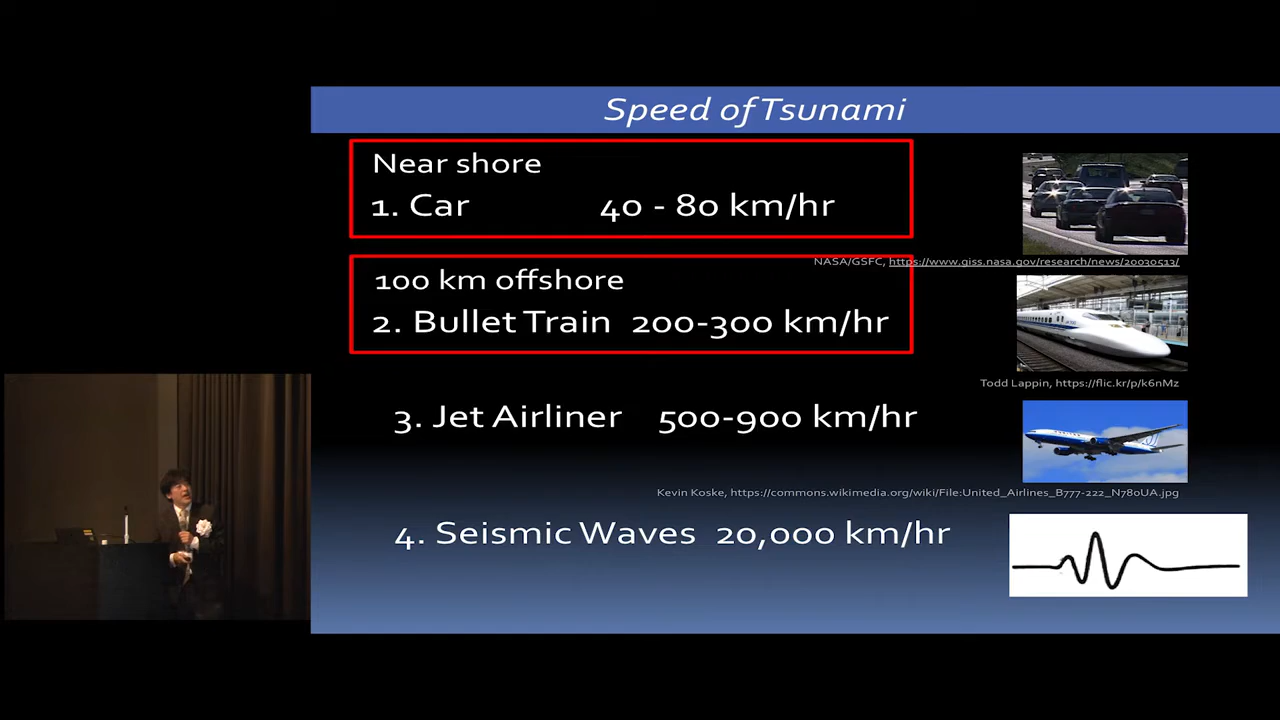 Speed of Tsunami
Near shore
1. Car 40 - 80 km/hr
NASA/GSFC, https://www.giss.nasa.gov/research/news/20030513/
100 km offshore
2. Bullet Train 200-300 km/hr
Todd Lappin, https://flic.kr/p/k6nMz
3. Jet Airliner 500-900 km/hr
Kevin Koske, https://commons.wikimedia.org/wiki/File:United_Airlines_B777-222_N780UA.jpg
4. Seismic Waves 20,000 km/hr